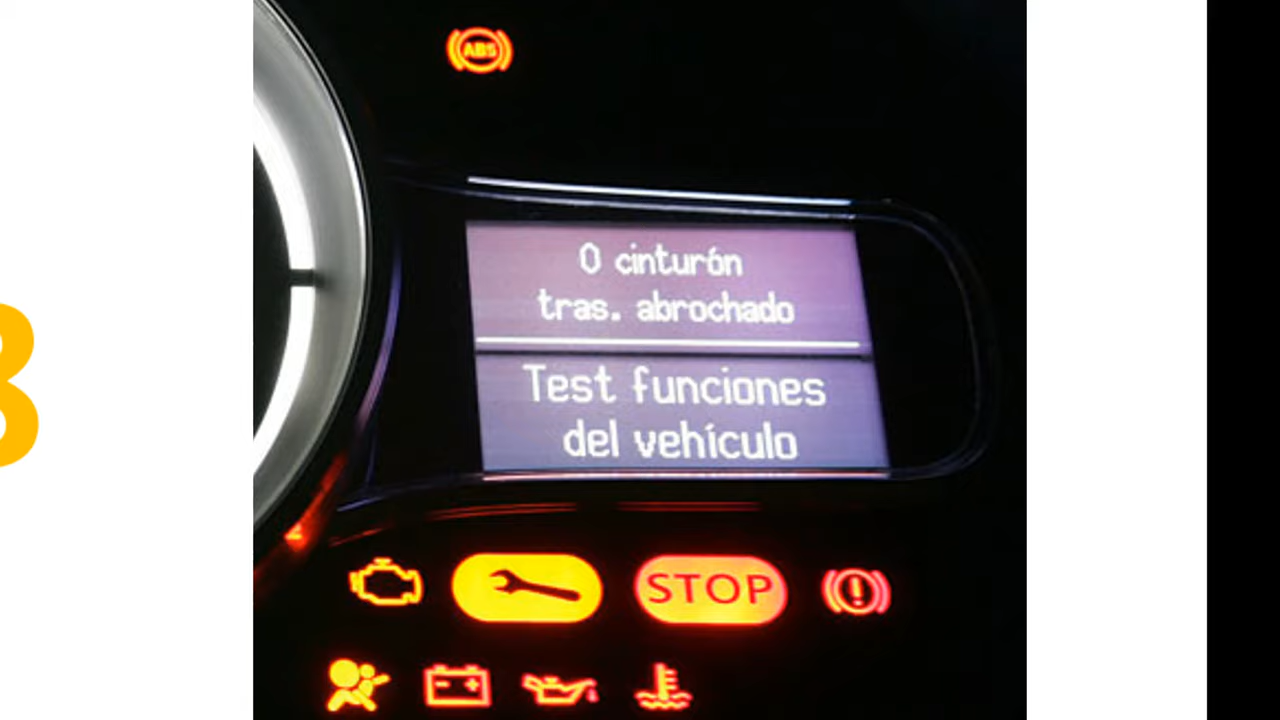 ABS
0 cinturón
tras. abrochado
Test funciones
del vehículo
STOP